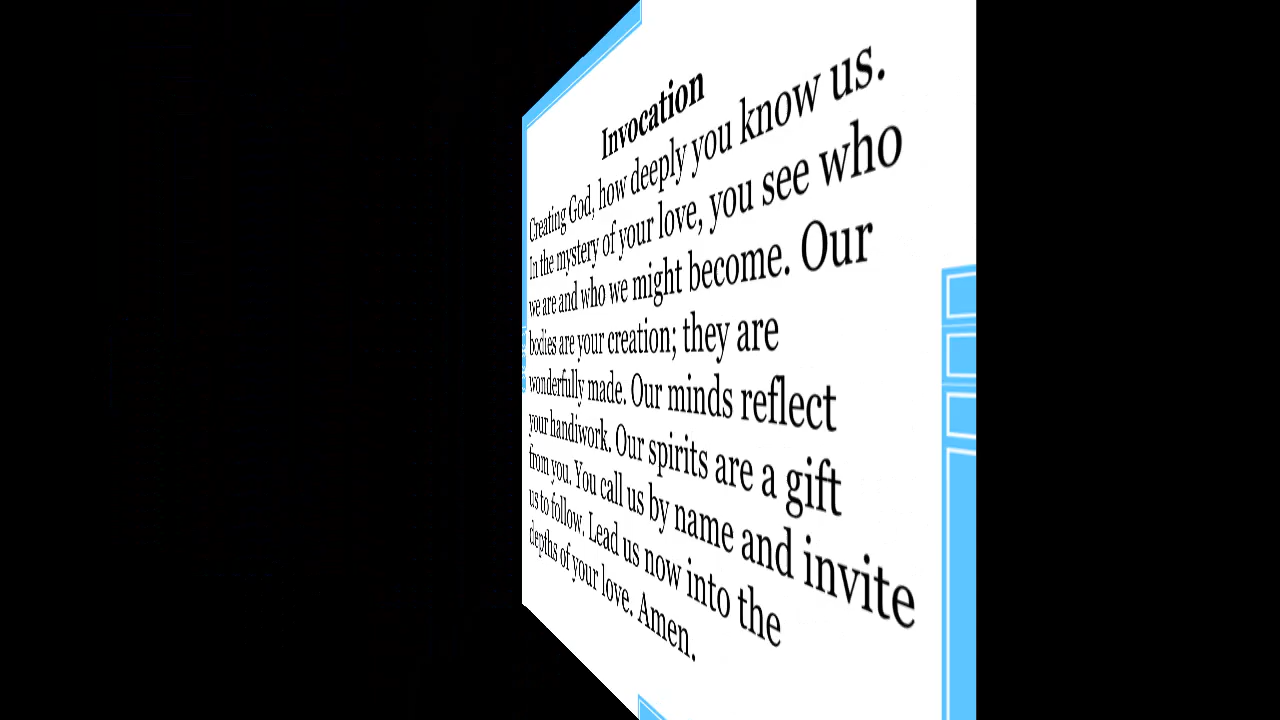 Invocation
Creating God, how deeply you know us.
In the mystery of your love, you see who
we are and who we might become. Our
bodies are your creation; they are
wonderfully made. Our minds reflect
your handiwork. Our spirits are a gift
from you. You call us by name and invite
us to follow. Lead us now into the
depths of your love. Amen.